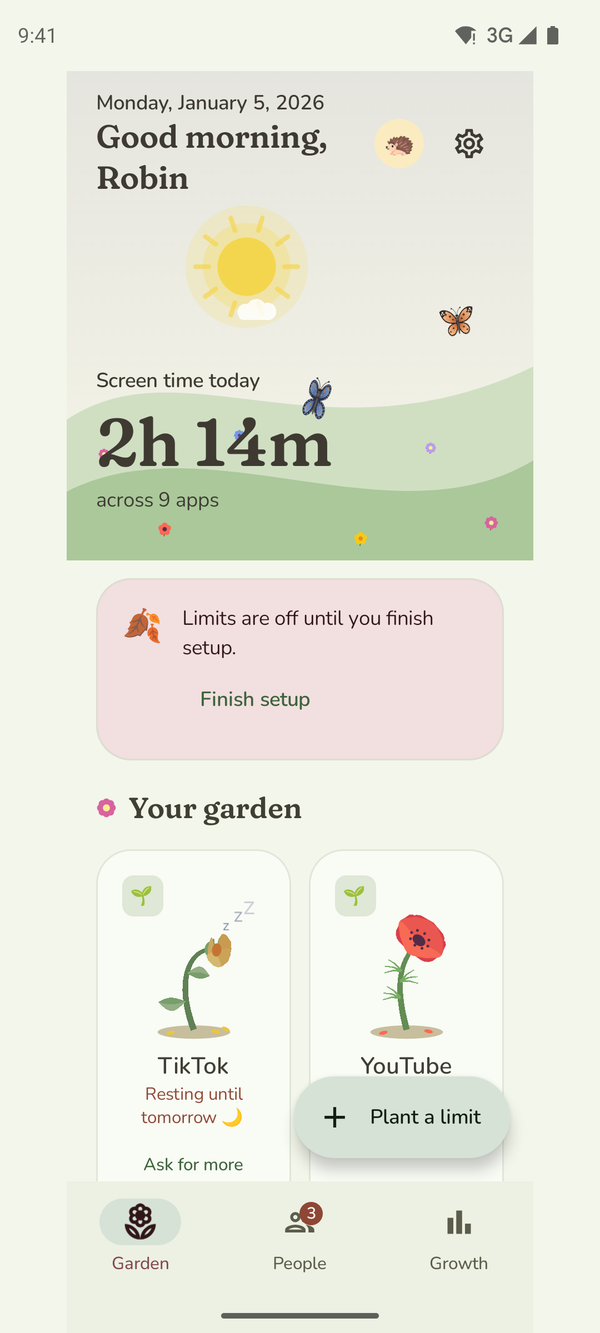 9:41
3G
Monday, January 5, 2026
Good morning,
Robin
Screen time today
2h 14m
across 9 apps
Limits are off until you finish
setup.
Finish setup
Your garden
z z Z
TikTok
Resting until
tomorrow 🌙
Ask for more
YouTube
Plant a limit
3
Garden
People
Growth